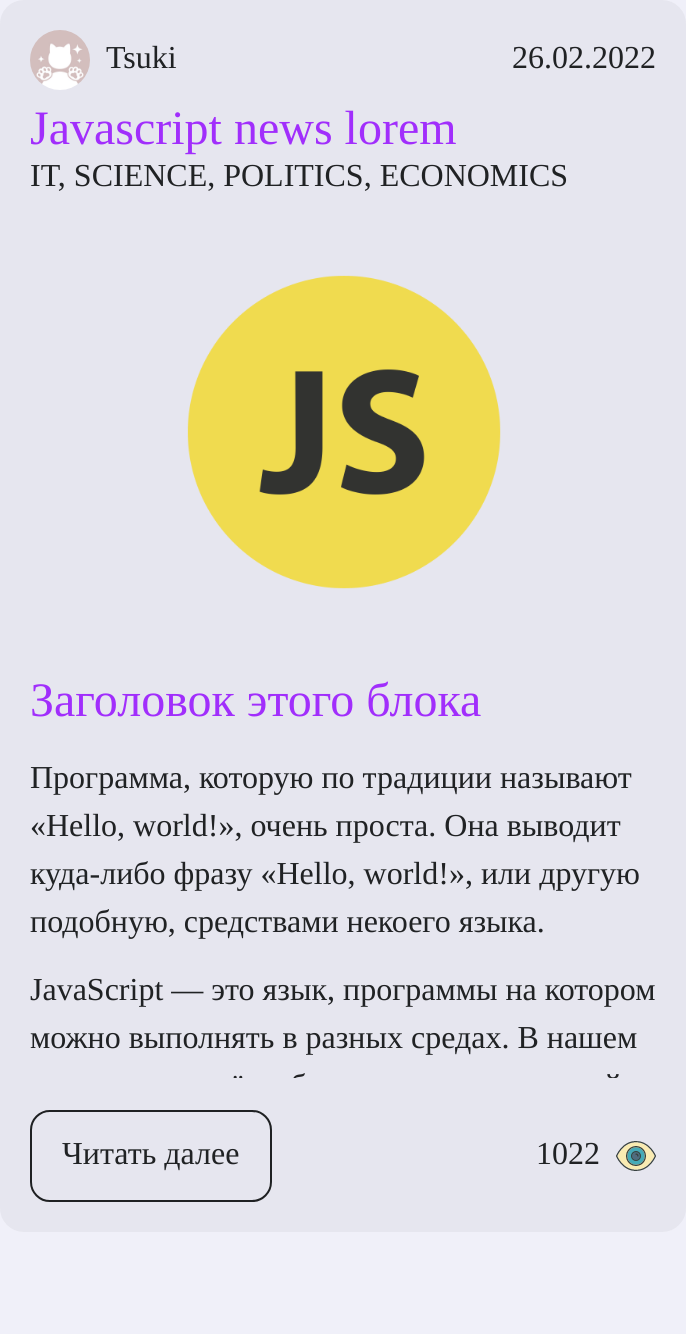 Tsuki
26.02.2022
Javascript news lorem
IT, SCIENCE, POLITICS, ECONOMICS
JS
Заголовок этого блока
Программа, которую по традиции называют
«Hello, world!», очень проста. Она выводит
куда-либо фразу «Hello, world!», или другую
подобную, средствами некоего языка.
JavaScript — это язык, программы на котором
можно выполнять в разных средах. В нашем
Читать далее
1022